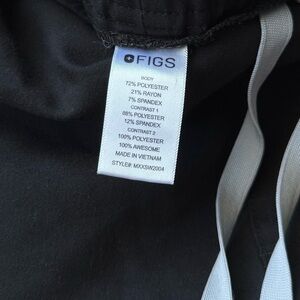 FIGS
BODY
72% POLYESTER
21% RAYON
7% SPANDEX
CONTRAST 1
88% POLYESTER
12% SPANDEX
CONTRAST 2
100% POLYESTER
100% AWESOME
MADE IN VIETNAM
STYLE#: MXXSW2004